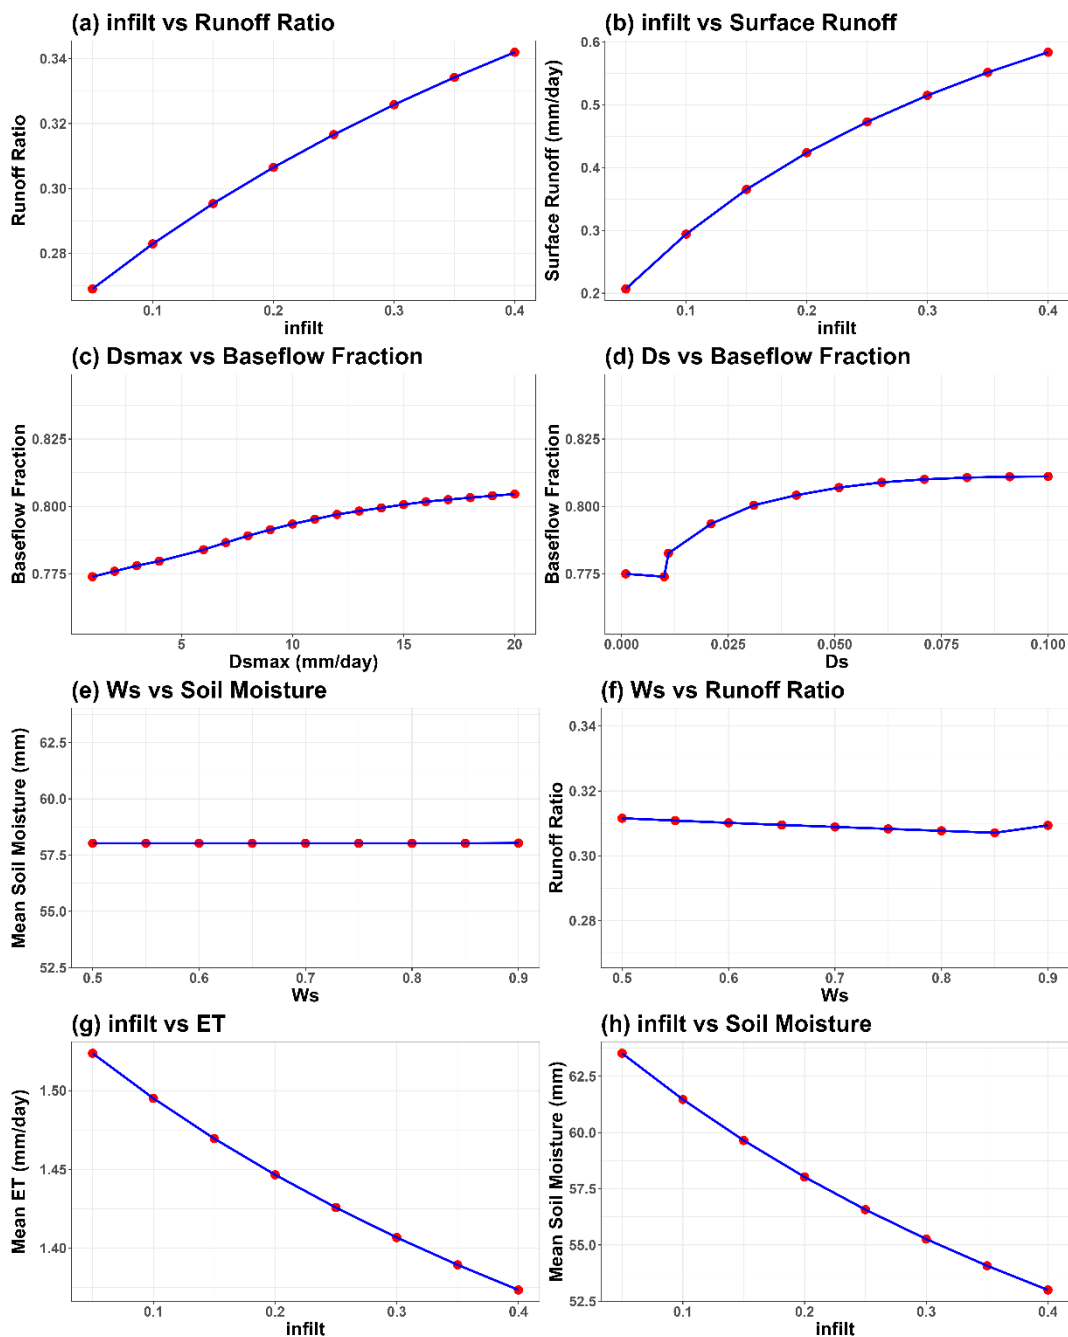 (a) infilt vs Runoff Ratio
Runoff Ratio
0.34
0.32
0.30
0.28
0.1
0.2
0.3
0.4
infilt
(b) infilt vs Surface Runoff
Surface Runoff (mm/day)
0.6
0.5
0.4
0.3
0.2
0.1
0.2
0.3
0.4
infilt
(c) Dsmax vs Baseflow Fraction
Baseflow Fraction
0.825
0.800
0.775
5
10
15
20
Dsmax (mm/day)
(d) Ds vs Baseflow Fraction
Baseflow Fraction
0.825
0.800
0.775
0.000
0.025
0.050
0.075
0.100
Ds
(e) Ws vs Soil Moisture
Mean Soil Moisture (mm)
62.5
60.0
57.5
55.0
52.5
0.5
0.6
0.7
0.8
0.9
Ws
(f) Ws vs Runoff Ratio
Runoff Ratio
0.34
0.32
0.30
0.28
0.5
0.6
0.7
0.8
0.9
Ws
(g) infilt vs ET
Mean ET (mm/day)
1.50
1.45
1.40
0.1
0.2
0.3
0.4
infilt
(h) infilt vs Soil Moisture
Mean Soil Moisture (mm)
62.5
60.0
57.5
55.0
52.5
0.1
0.2
0.3
0.4
infilt